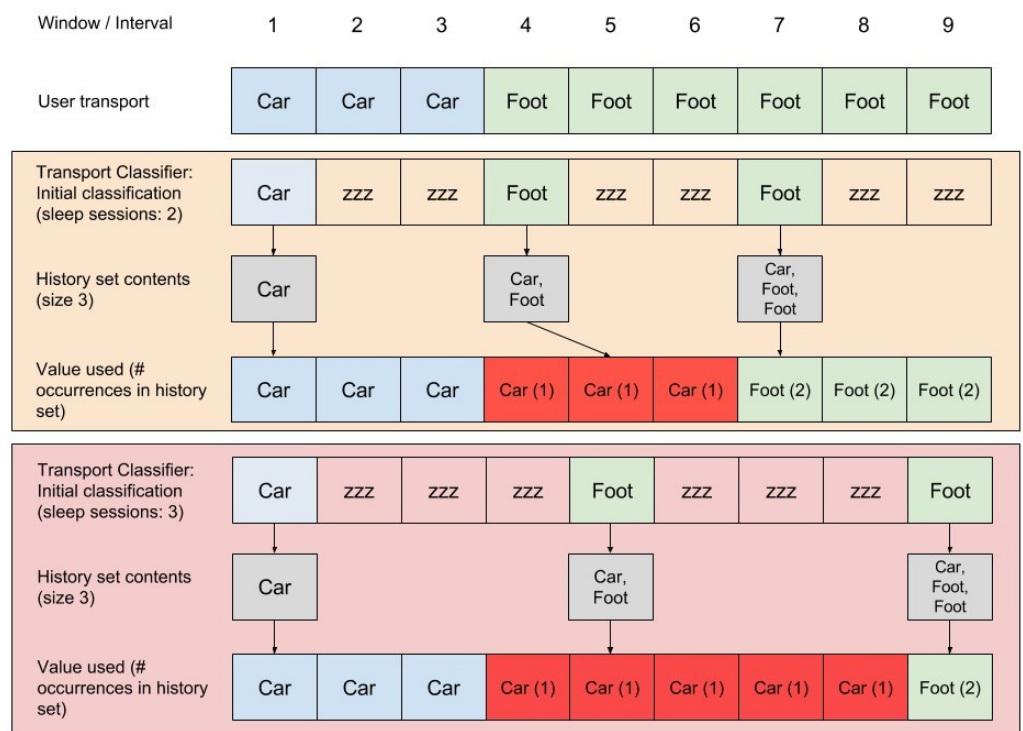 Window / Interval 1 2 3 4 5 6 7 8 9
User transport Car Car Car Foot Foot Foot Foot Foot Foot
Transport Classifier:
Initial classification
(sleep sessions: 2)
Car zzz zzz Foot zzz zzz Foot zzz zzz
History set contents
(size 3)
Car
Car,
Foot
Car,
Foot,
Foot
Value used (#
occurrences in history
set)
Car Car Car Car (1) Car (1) Car (1) Foot (2) Foot (2) Foot (2)
Transport Classifier:
Initial classification
(sleep sessions: 3)
Car zzz zzz zzz Foot zzz zzz zzz Foot
History set contents
(size 3)
Car
Car,
Foot
Car,
Foot,
Foot
Value used (#
occurrences in history
set)
Car Car Car Car (1) Car (1) Car (1) Car (1) Car (1) Foot (2)